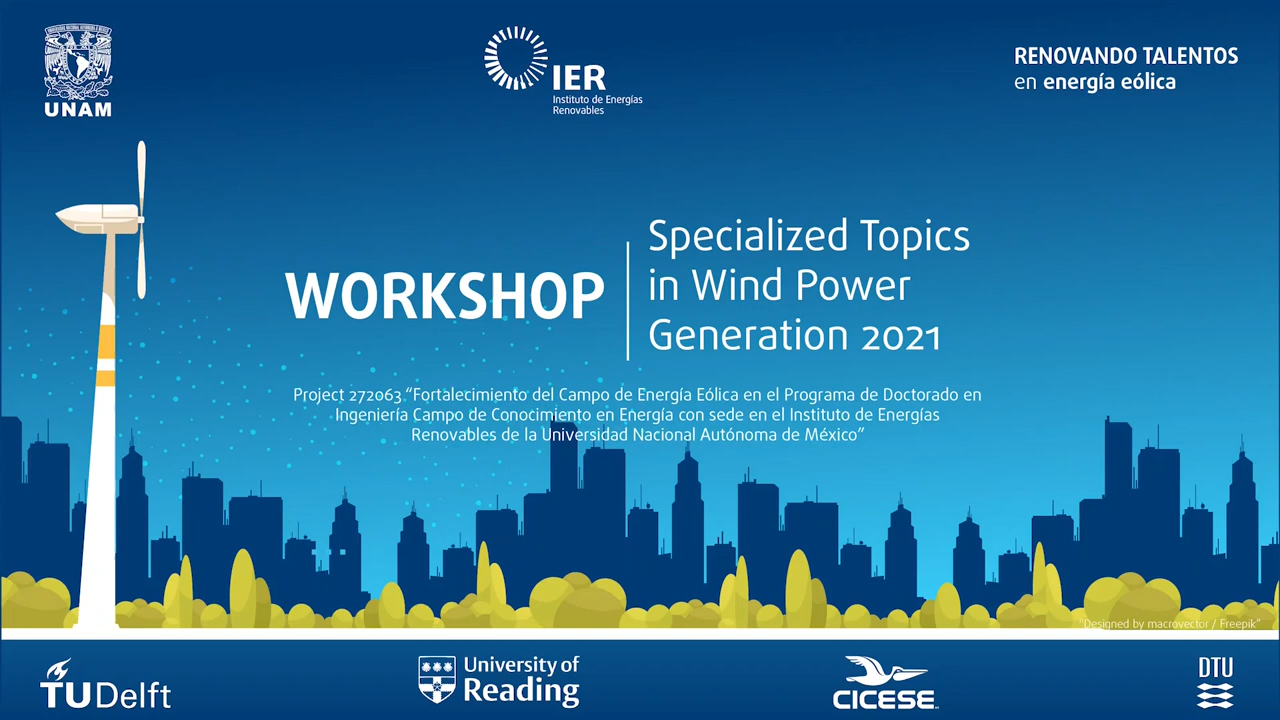 UNAM
IER
Instituto de Energías
Renovables
RENOVANDO TALENTOS
en energía eólica
WORKSHOP
Specialized Topics
in Wind Power
Generation 2021
Project 272063 “Fortalecimiento del Campo de Energía Eólica en el Programa de Doctorado en
Ingeniería Campo de Conocimiento en Energía con sede en el Instituto de Energías
Renovables de la Universidad Nacional Autónoma de México”
"Designed by macrovector / Freepik"
TUDelft
University of
Reading
CICESE
DTU